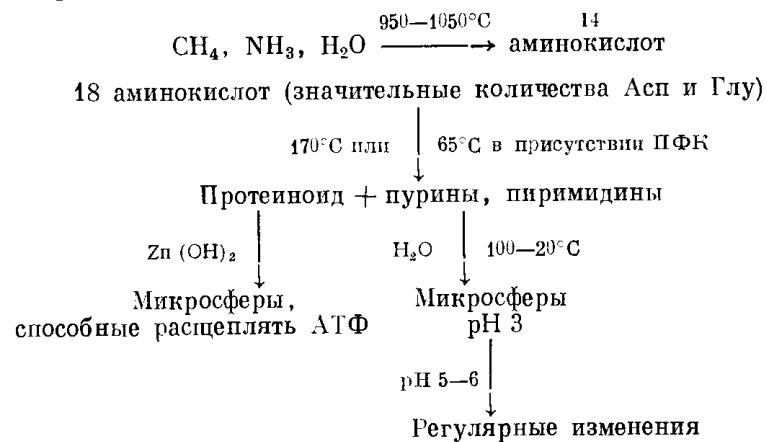 950—1050°C 14
CH₄, NH₃, H₂O ⟶ аминокислот
18 аминокислот (значительные количества Асп и Глу)
170°C или 65°C в присутствии ПФК
Протеиноид + пурины, пиримидины
Zn (OH)₂ H₂O 100—20°C
Микросферы, Микросферы
способные расщеплять АТФ pH 3
pH 5—6
Регулярные изменения